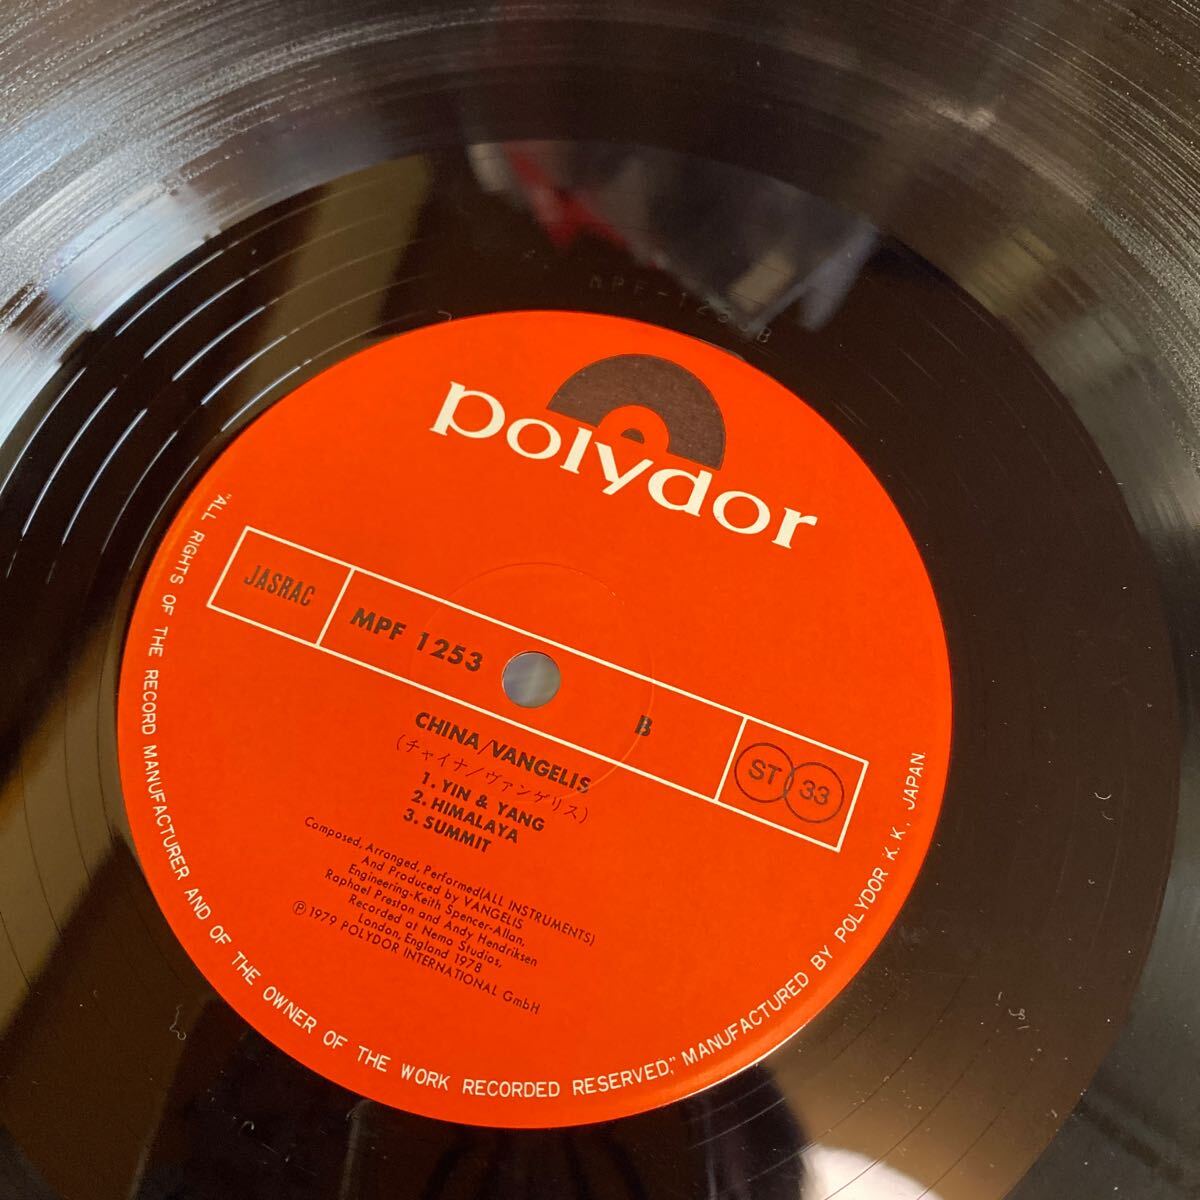 MPF-1253B
polydor
JASRAC
MPF 1253
B
ST 33
CHINA/VANGELIS
(チャイナ/ヴァンゲリス)
1. YIN & YANG
2. HIMALAYA
3. SUMMIT
Composed, Arranged, Performed(ALL INSTRUMENTS)
And Produced by VANGELIS
Engineering-Keith Spencer-Allan,
Raphael Preston and Andy Hendriksen
Recorded at Nemo Studios,
London, England 1978
Ⓟ 1979 POLYDOR INTERNATIONAL GmbH
"ALL RIGHTS OF THE RECORD MANUFACTURER AND OF THE OWNER OF THE WORK RECORDED RESERVED," MANUFACTURED BY POLYDOR K. K., JAPAN.